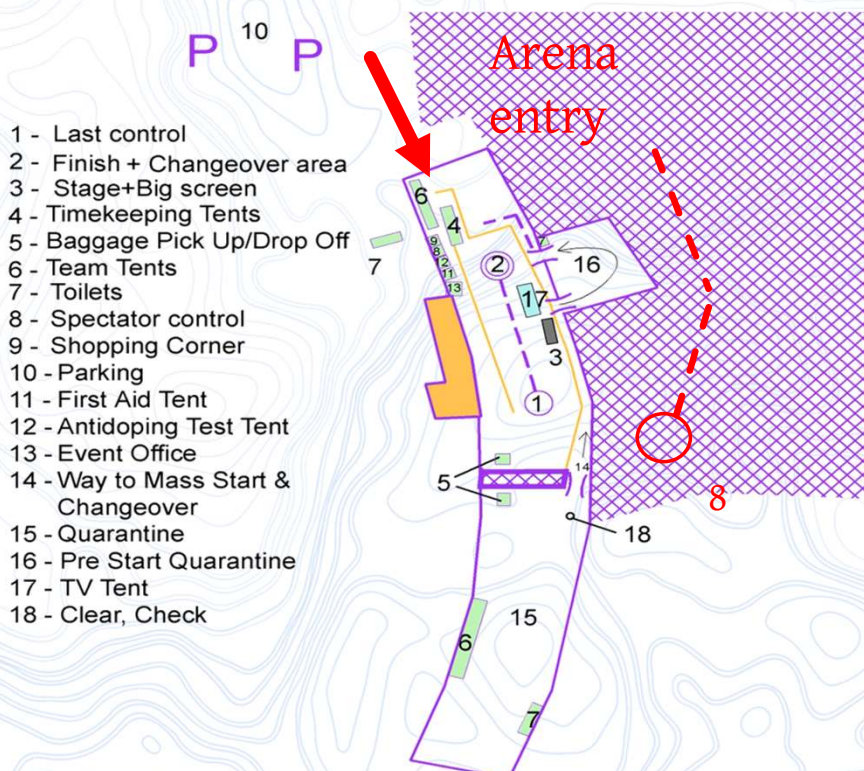 P 10 P
Arena
entry
1 - Last control
2 - Finish + Changeover area
3 - Stage+Big screen
4 - Timekeeping Tents
5 - Baggage Pick Up/Drop Off
6 - Team Tents
7 - Toilets
8 - Spectator control
9 - Shopping Corner
10 - Parking
11 - First Aid Tent
12 - Antidoping Test Tent
13 - Event Office
14 - Way to Mass Start &
Changeover
15 - Quarantine
16 - Pre Start Quarantine
17 - TV Tent
18 - Clear, Check
6
4
7
9
8
12
11
13
7
2
16
17
3
1
14
5
8
18
15
6
7